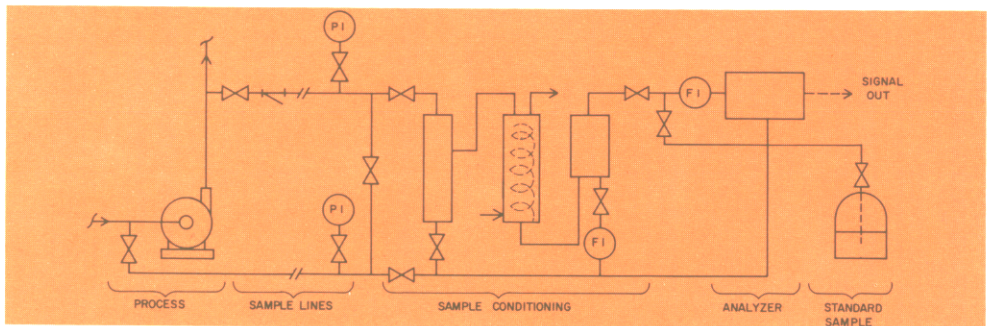 PI
SIGNAL
OUT
FI
PI
FI
PROCESS
SAMPLE LINES
SAMPLE CONDITIONING
ANALYZER
STANDARD
SAMPLE